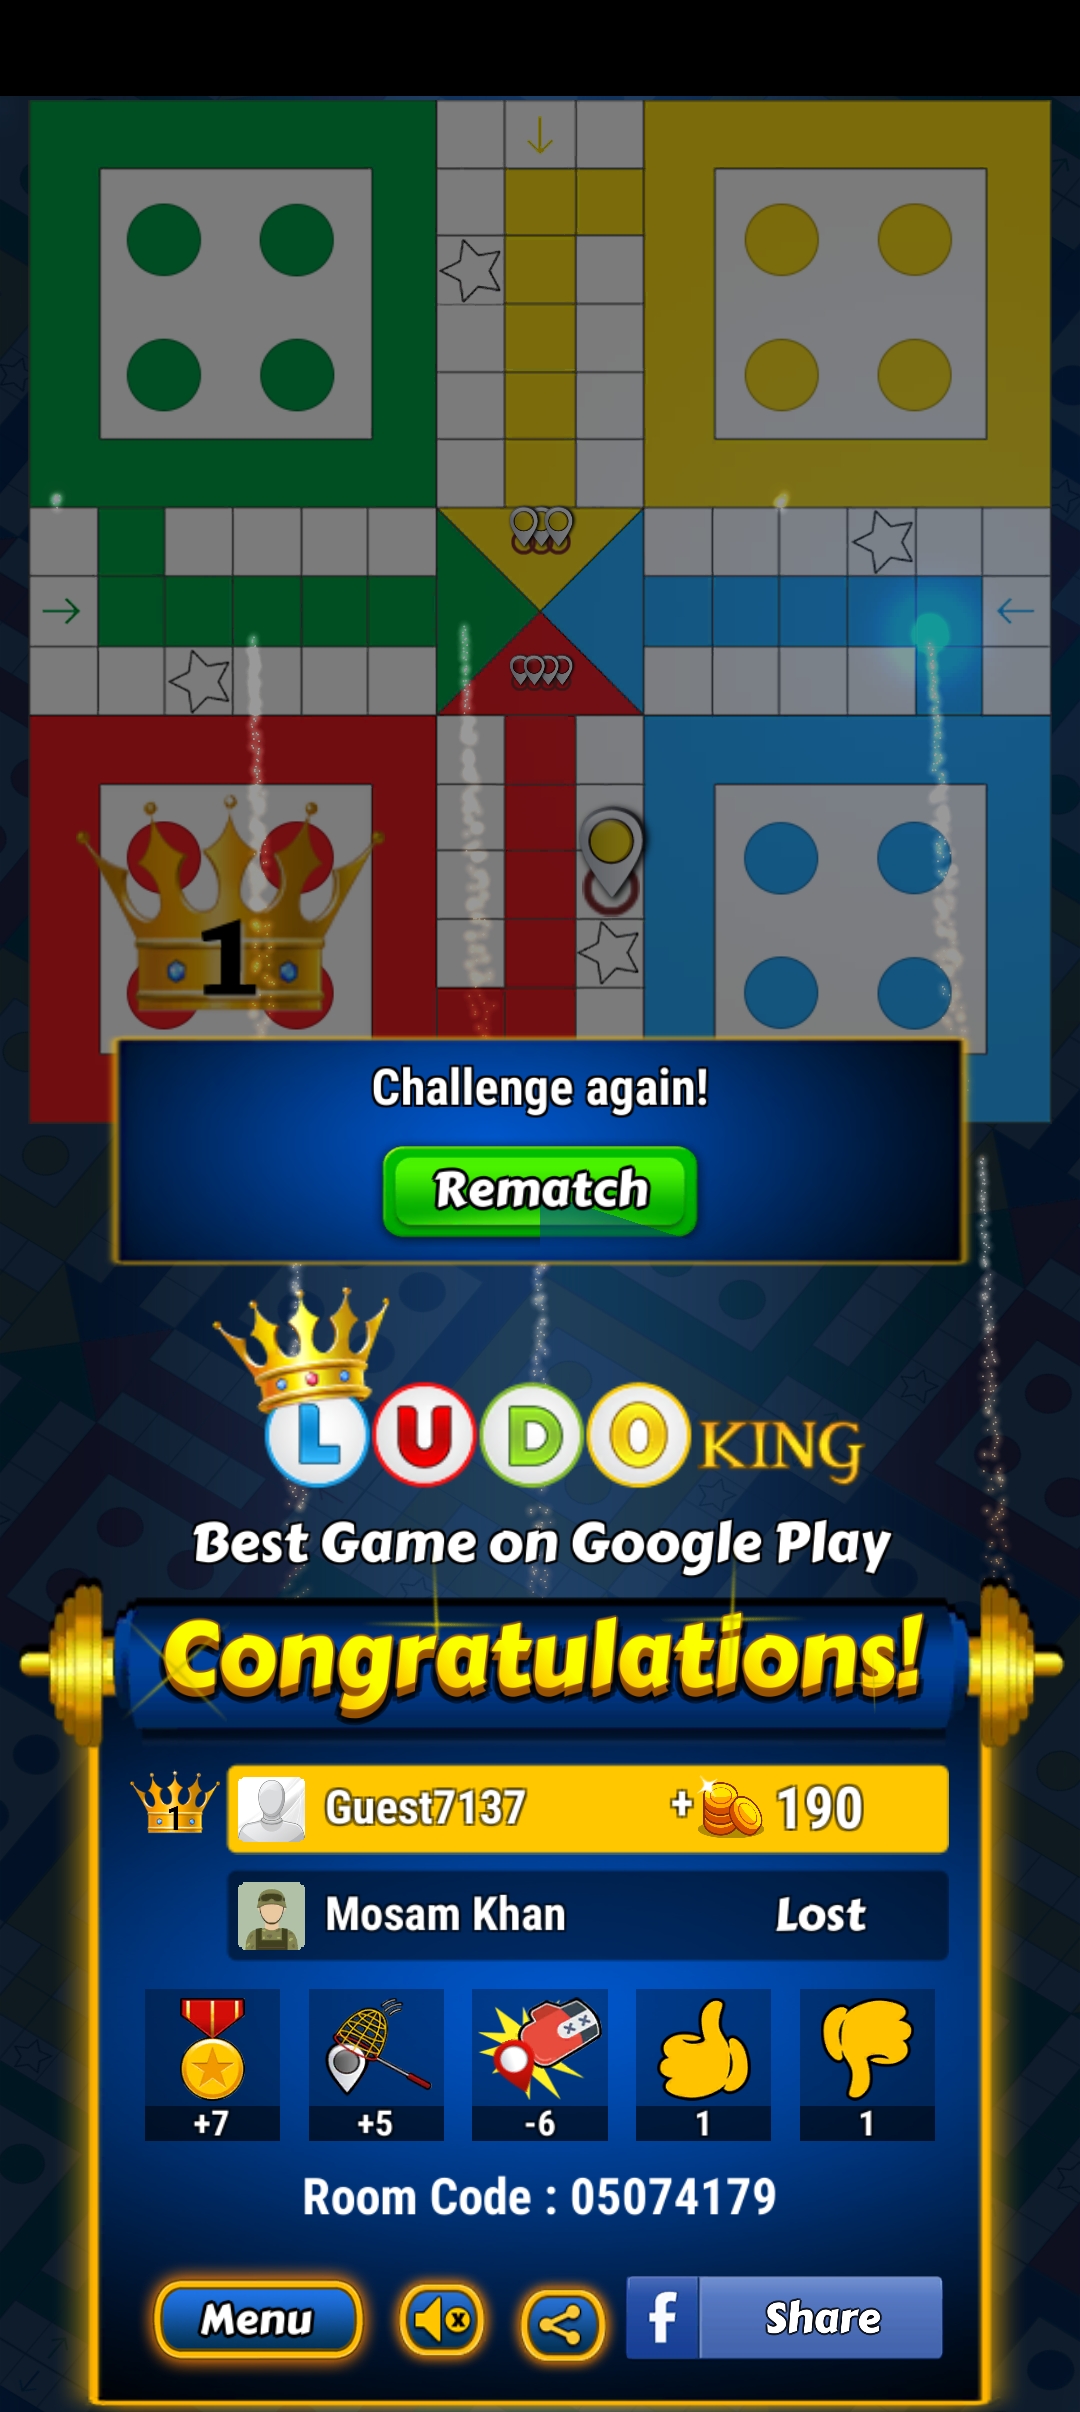 1
Challenge again!
Rematch
LUDO KING
Best Game on Google Play
Congratulations!
1 Guest7137 + 190
Mosam Khan Lost
+7 +5 -6 1 1
Room Code : 05074179
Menu x f Share